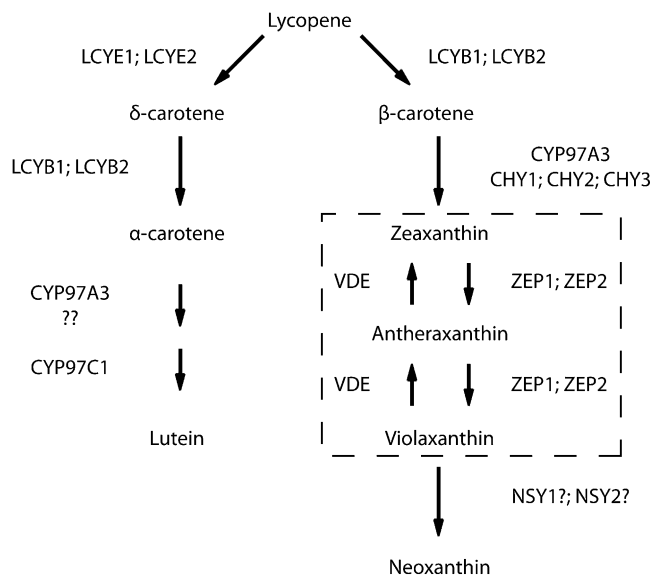 Lycopene
LCYE1; LCYE2
LCYB1; LCYB2
δ-carotene
β-carotene
LCYB1; LCYB2
CYP97A3
CHY1; CHY2; CHY3
α-carotene
Zeaxanthin
CYP97A3
??
VDE
ZEP1; ZEP2
Antheraxanthin
CYP97C1
VDE
ZEP1; ZEP2
Lutein
Violaxanthin
NSY1?; NSY2?
Neoxanthin